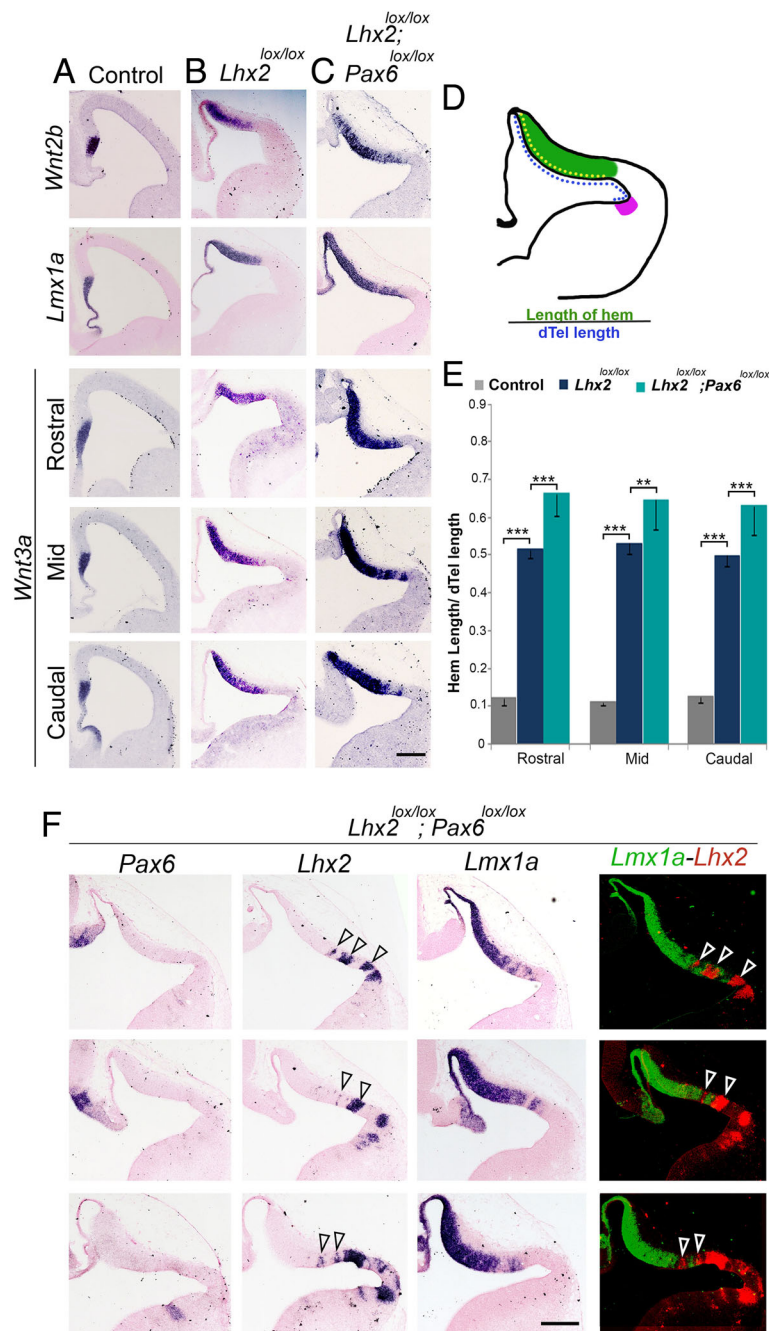 lox/lox
Lhx2;
lox/lox lox/lox
A B C
Control Lhx2 Pax6
Wnt2b
Lmx1a
Wnt3a
Rostral
Mid
Caudal
D
Length of hem
dTel length
E
lox/lox lox/lox lox/lox
Control Lhx2 Lhx2 ;Pax6
Hem Length/ dTel length
0.9
0.8
0.7
0.6
0.5
0.4
0.3
0.2
0.1
0
*** *** *** ** *** ***
Rostral Mid Caudal
F
lox/lox lox/lox
Lhx2 ; Pax6
Pax6 Lhx2 Lmx1a Lmx1a-Lhx2